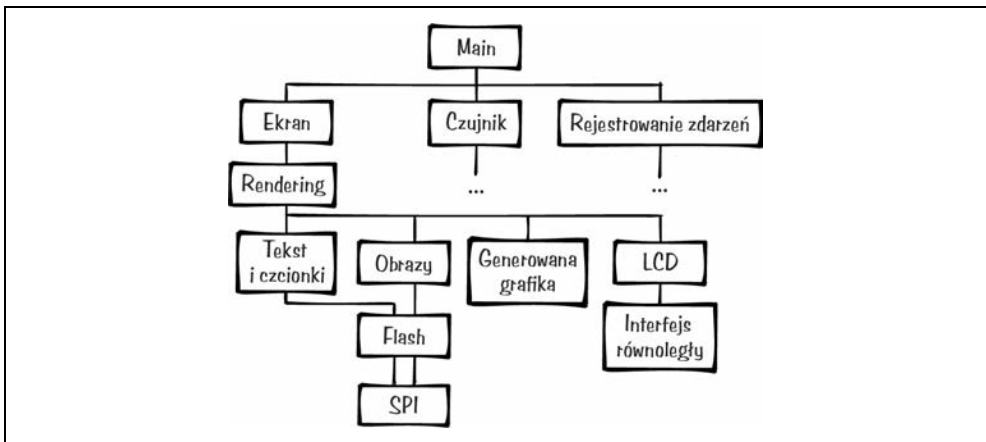 Main
Ekran
Czujnik
Rejestrowanie zdarzeń
Rendering
...
...
Tekst
i czcionki
Obrazy
Generowana
grafika
LCD
Flash
Interfejs
równoległy
SPI